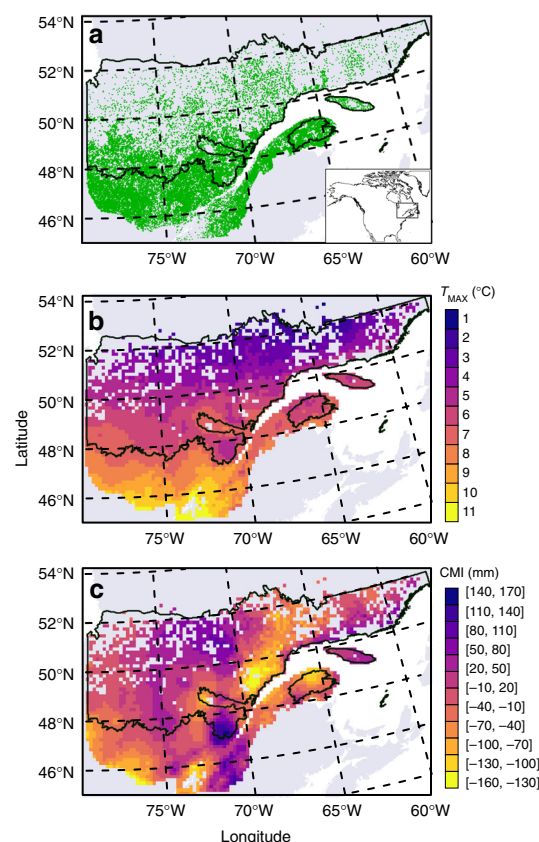 a
54°N
52°N
50°N
48°N
46°N
75°W
70°W
65°W
60°W
b
54°N
52°N
50°N
48°N
46°N
75°W
70°W
65°W
60°W
Latitude
TMAX (°C)
1
2
3
4
5
6
7
8
9
10
11
c
54°N
52°N
50°N
48°N
46°N
75°W
70°W
65°W
60°W
Longitude
CMI (mm)
[140, 170]
[110, 140]
[80, 110]
[50, 80]
[20, 50]
[−10, 20]
[−40, −10]
[−70, −40]
[−100, −70]
[−130, −100]
[−160, −130]